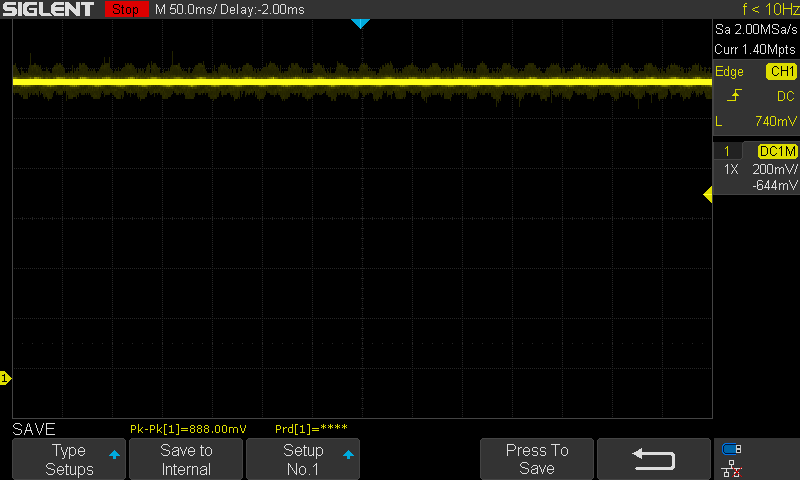 SIGLENT Stop M 50.0ms/ Delay:-2.00ms f < 10Hz
Sa 2.00MSa/s
Curr 1.40Mpts
Edge CH1
DC
L 740mV
1 DC1M
1X 200mV/
-644mV
1
SAVE Pk-Pk[1]=888.00mV Prd[1]=****
Type Setups
Save to Internal
Setup No.1
Press To Save